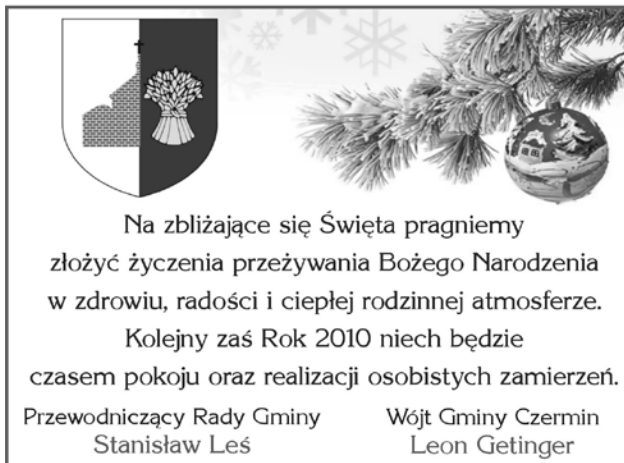 Na zbliżające się Święta pragniemy
złożyć życzenia przeżywania Bożego Narodzenia
w zdrowiu, radości i ciepłej rodzinnej atmosferze.
Kolejny zaś Rok 2010 niech będzie
czasem pokoju oraz realizacji osobistych zamierzeń.
Przewodniczący Rady Gminy
Stanisław Leś
Wójt Gminy Czermin
Leon Getinger